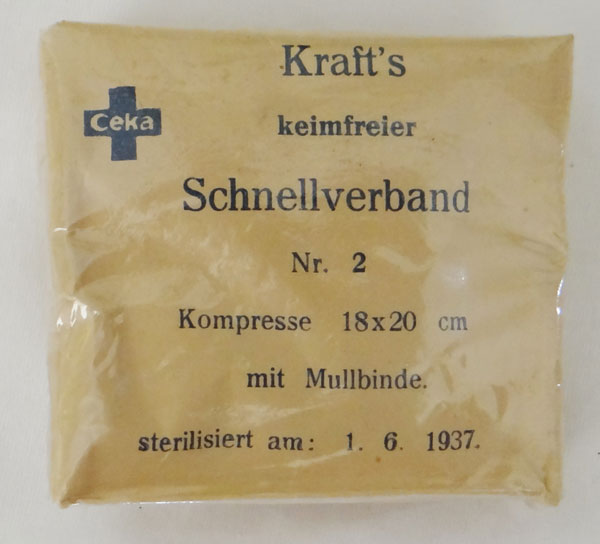 Kraft's
Ceka
keimfreier
Schnellverband
Nr. 2
Kompresse 18x20 cm
mit Mullbinde.
sterilisiert am: 1. 6. 1937.